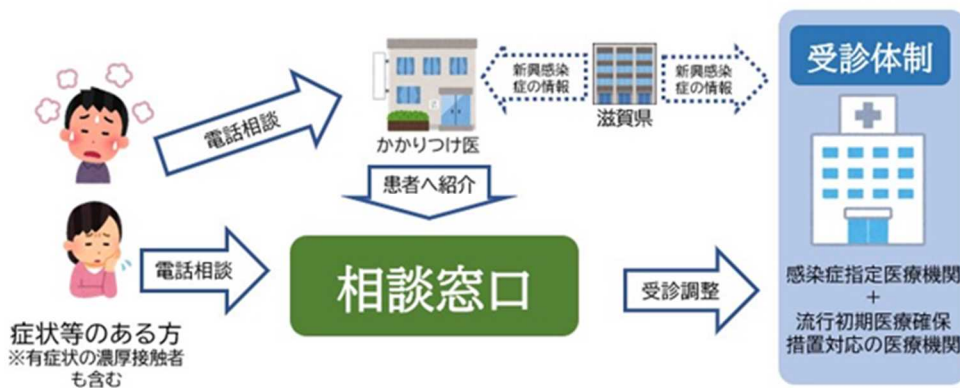 電話相談
かかりつけ医
新興感染
症の情報
滋賀県
新興感染
症の情報
受診体制
患者へ紹介
電話相談
相談窓口
受診調整
症状等のある方
※有症状の濃厚接触者
も含む
感染症指定医療機関
+
流行初期医療確保
措置対応の医療機関